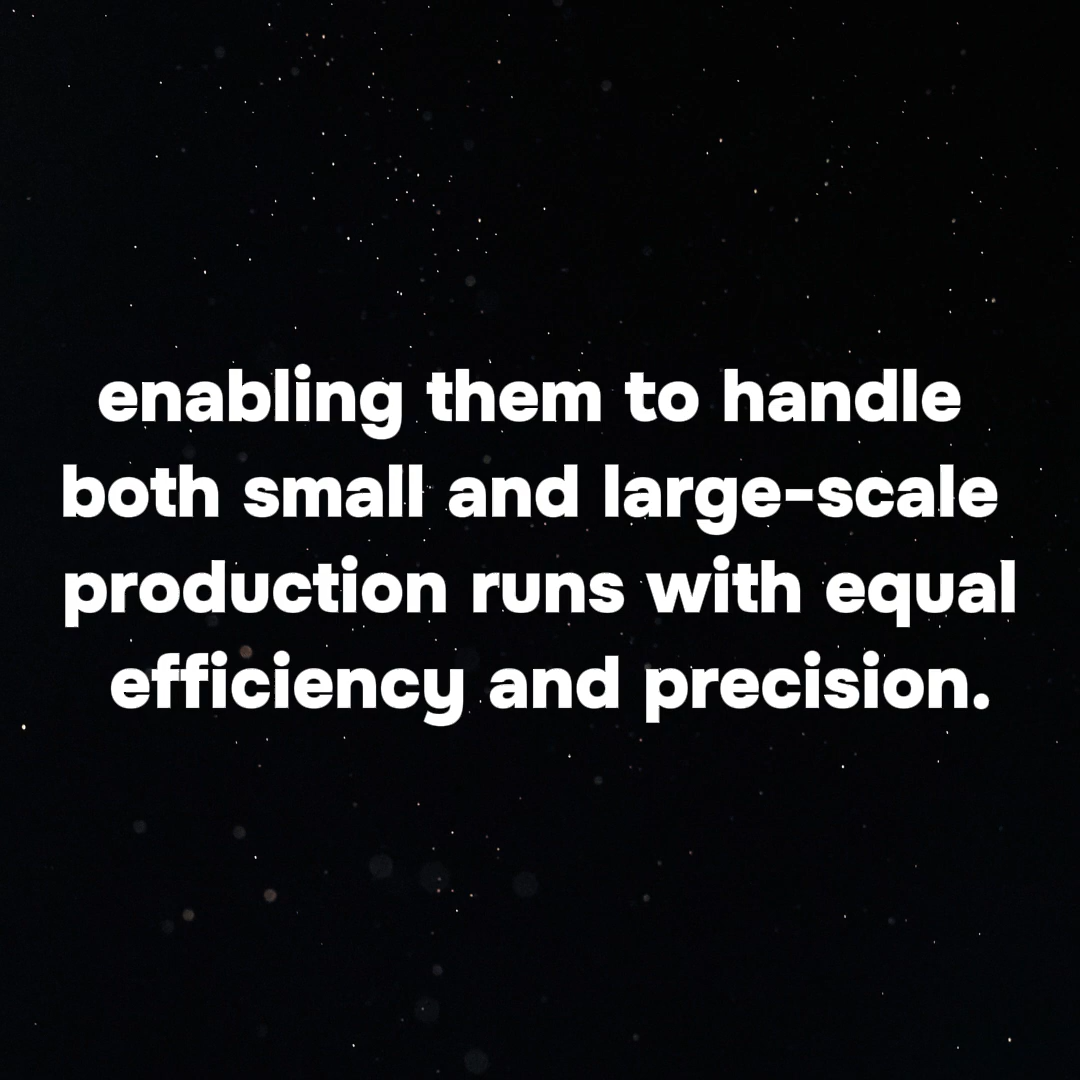 enabling them to handle
both small and large-scale
production runs with equal
efficiency and precision.